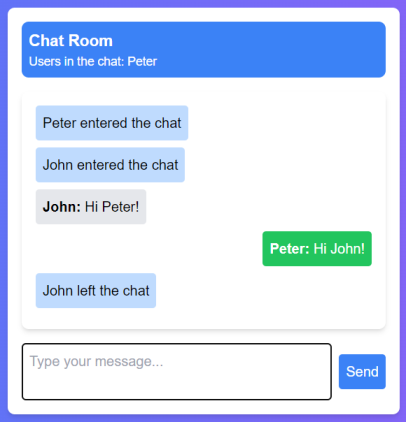 Chat Room
Users in the chat: Peter
Peter entered the chat
John entered the chat
John: Hi Peter!
Peter: Hi John!
John left the chat
Type your message...
Send